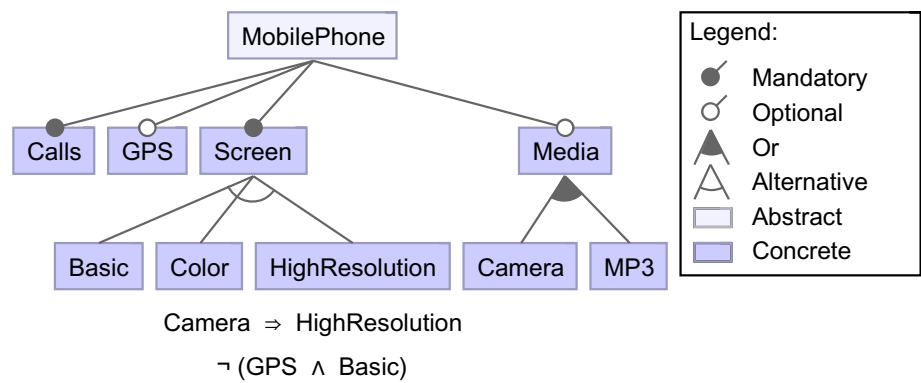 MobilePhone
Legend:
Mandatory
Optional
Or
Alternative
Abstract
Concrete
Calls GPS Screen Media
Basic Color HighResolution Camera MP3
Camera ⇒ HighResolution
¬ (GPS ∧ Basic)